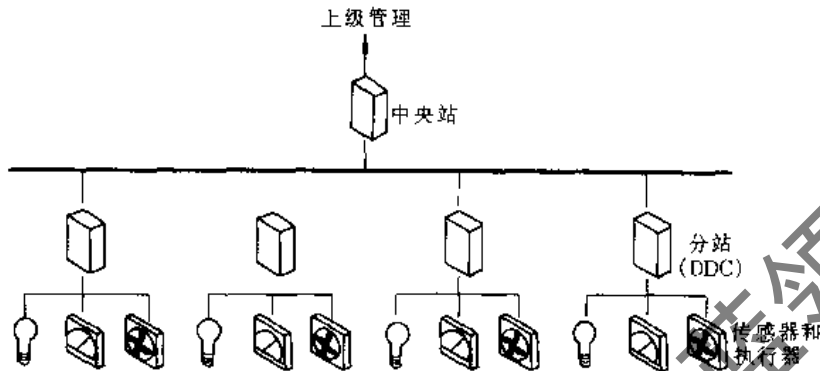 上级管理
中央站
分站
(DDC)
传感器和
执行器